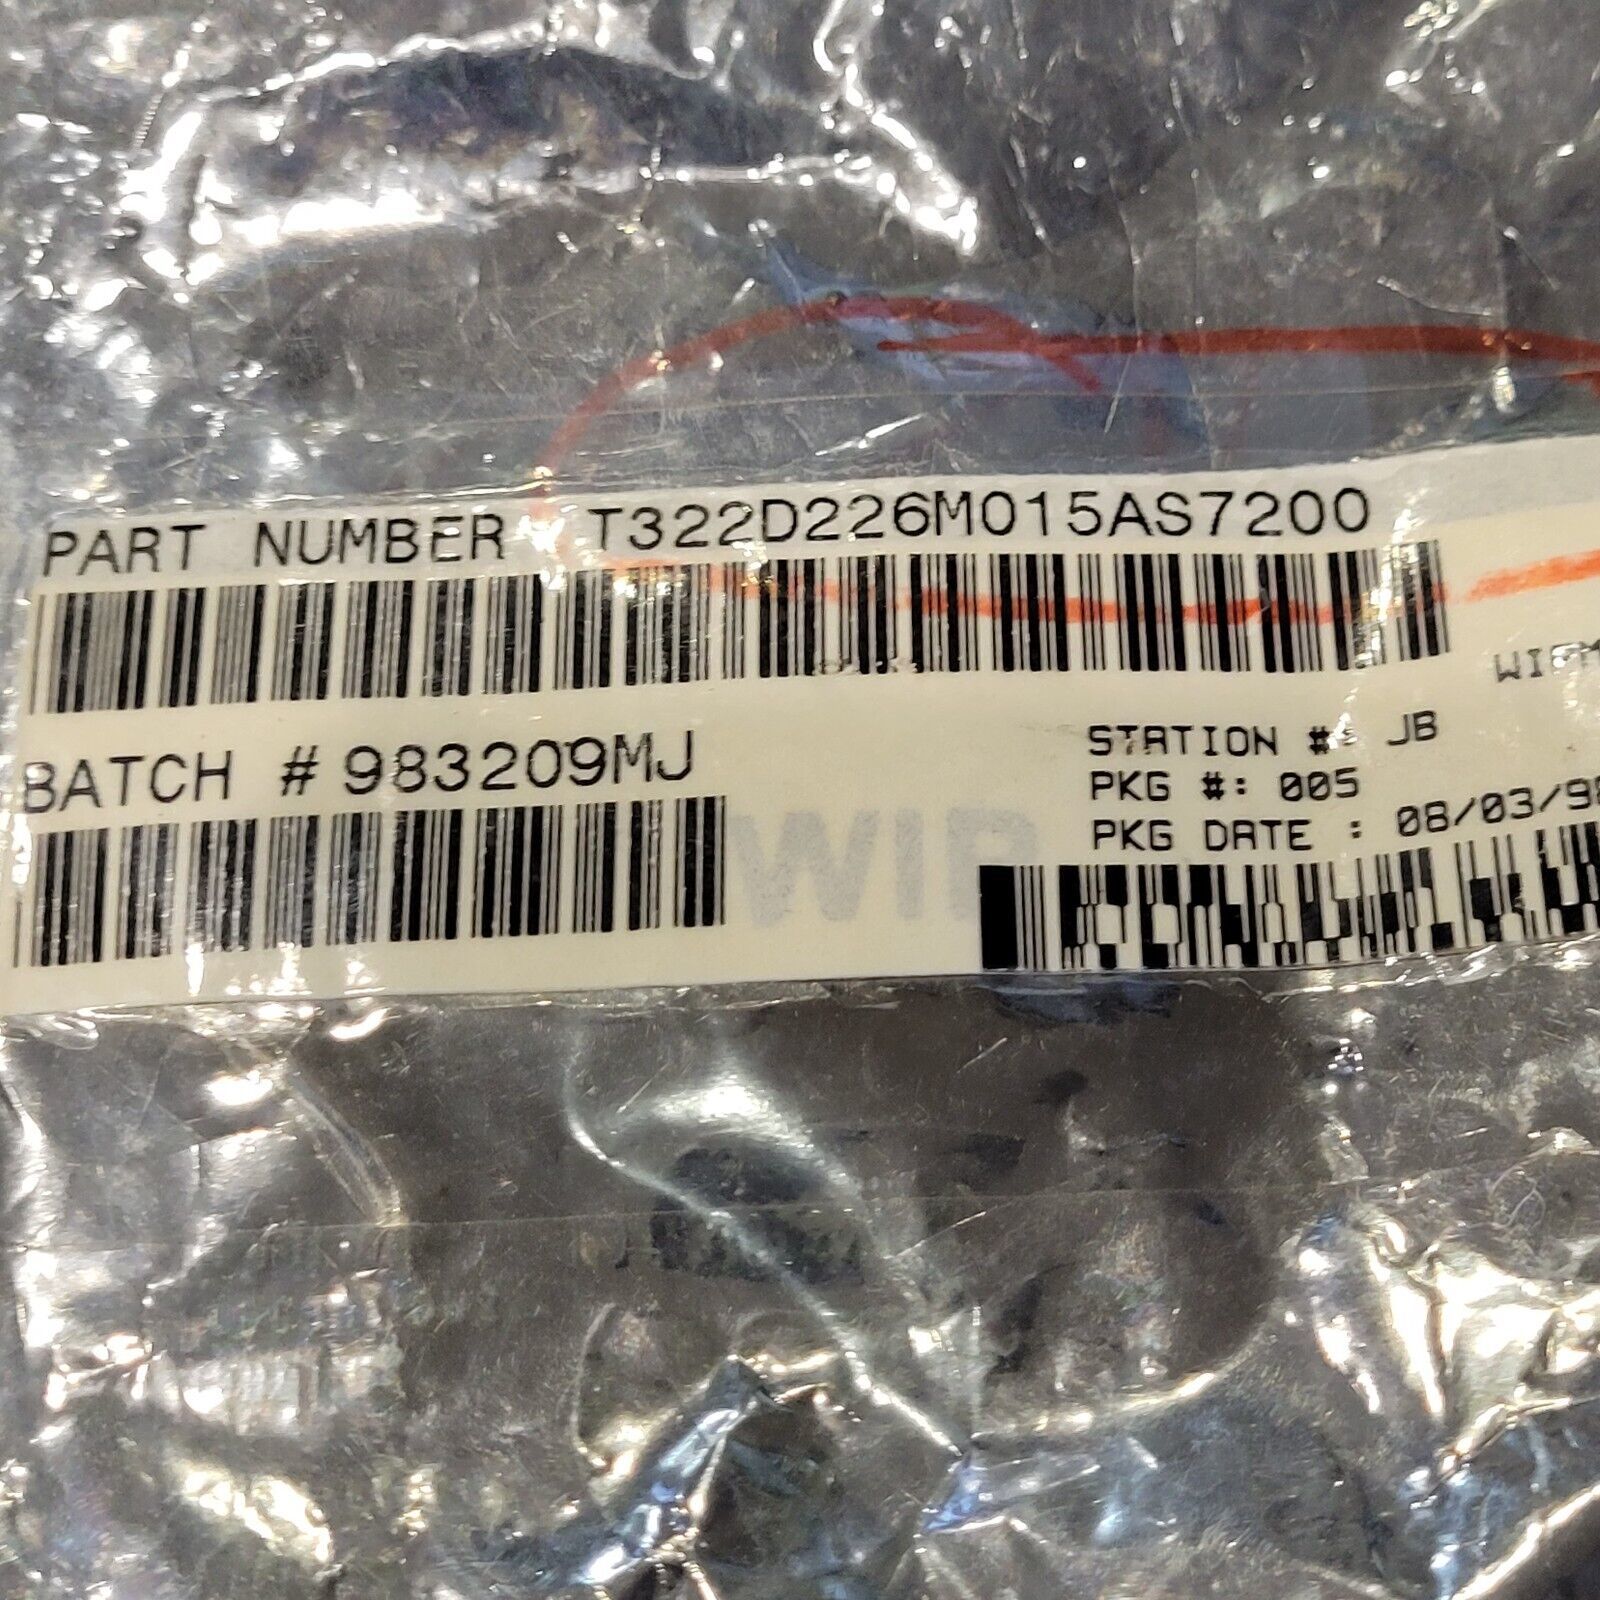 PART NUMBER T322D226M015AS7200
BATCH # 983209MJ
WIP
STATION #: JB
PKG #: 005
PKG DATE : 08/03/9